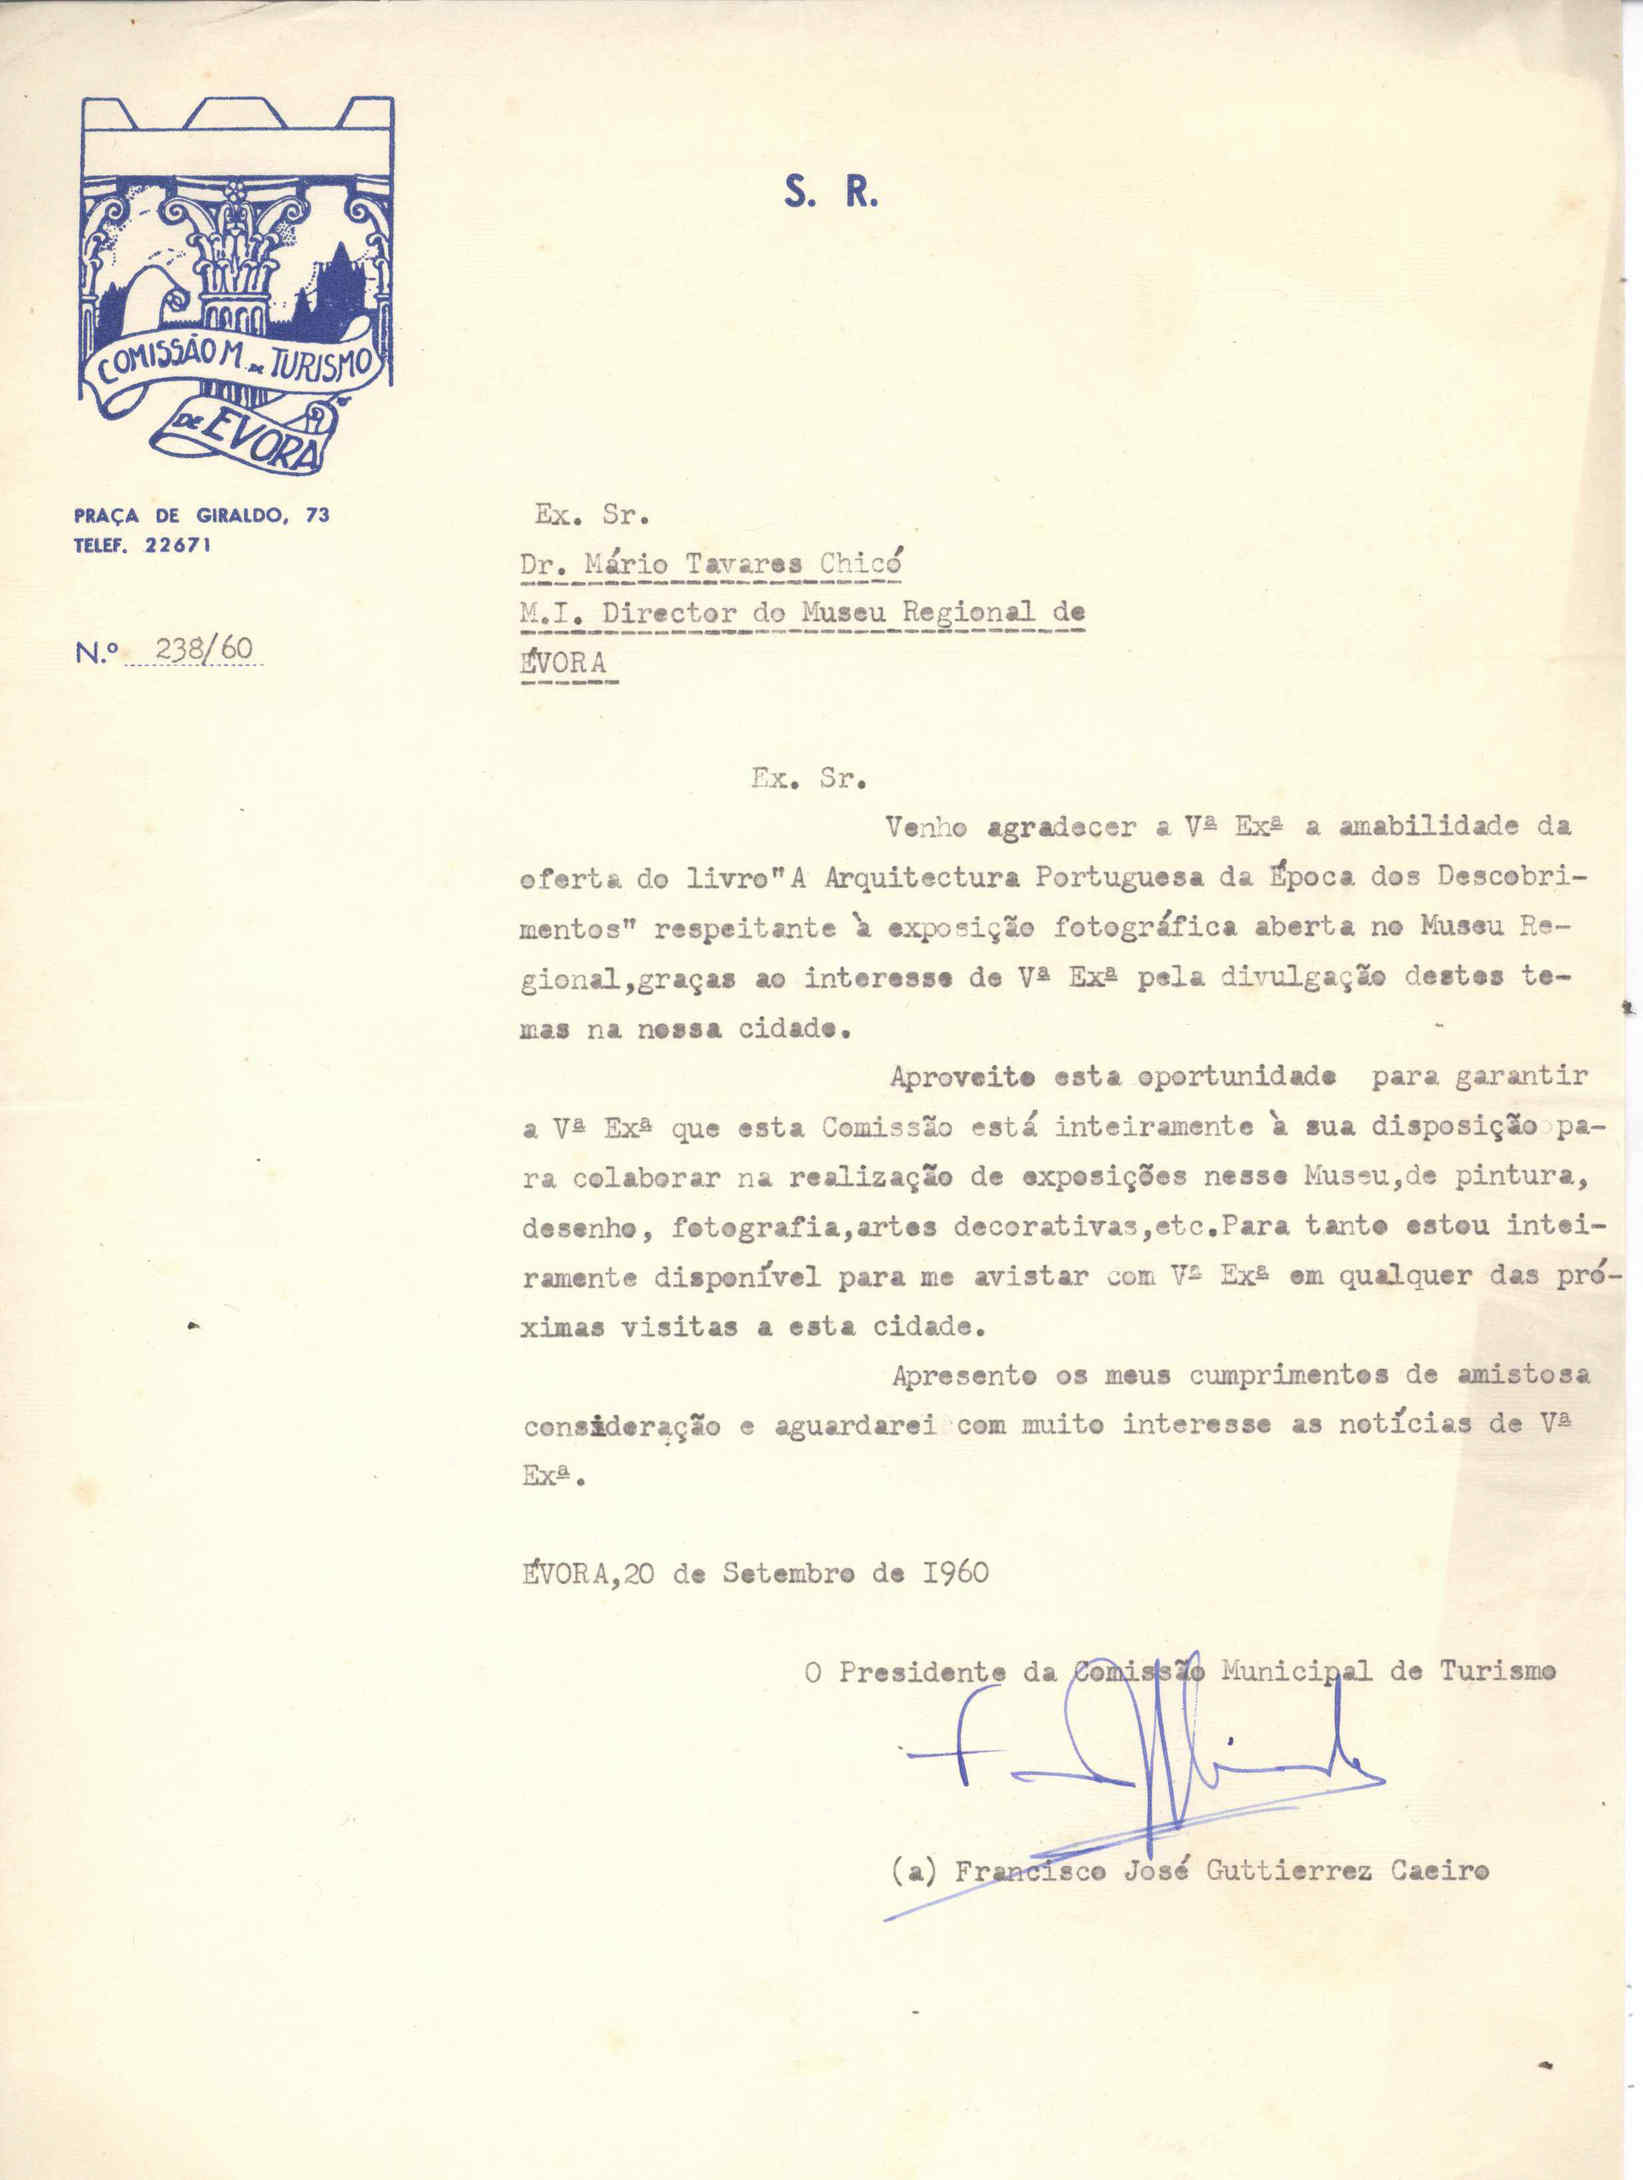 S. R.
COMISSÃO M. DE TURISMO
DE EVORA
PRAÇA DE GIRALDO, 73
TELEF. 22671
N.º 238/60
Ex. Sr.
Dr. Mário Tavares Chicó
M.I. Director do Museu Regional de
ÉVORA
Ex. Sr.
Venho agradecer a Vª Exª a amabilidade da
oferta do livro"A Arquitectura Portuguesa da Época dos Descobri-
mentos" respeitante à exposição fotográfica aberta no Museu Re-
gional,graças ao interesse de Vª Exª pela divulgação destes te-
mas na nossa cidade.
Aproveito esta oportunidade para garantir
a Vª Exª que esta Comissão está inteiramente à sua disposição pa-
ra colaborar na realização de exposições nesse Museu,de pintura,
desenho, fotografia,artes decorativas,etc.Para tanto estou intei-
ramente disponível para me avistar com Vª Exª em qualquer das pró-
ximas visitas a esta cidade.
Apresento os meus cumprimentos de amistosa
consideração e aguardarei com muito interesse as notícias de Vª
Exª.
ÉVORA,20 de Setembro de I960
O Presidente da Comissão Municipal de Turismo
(a) Francisco José Guttierrez Caeiro